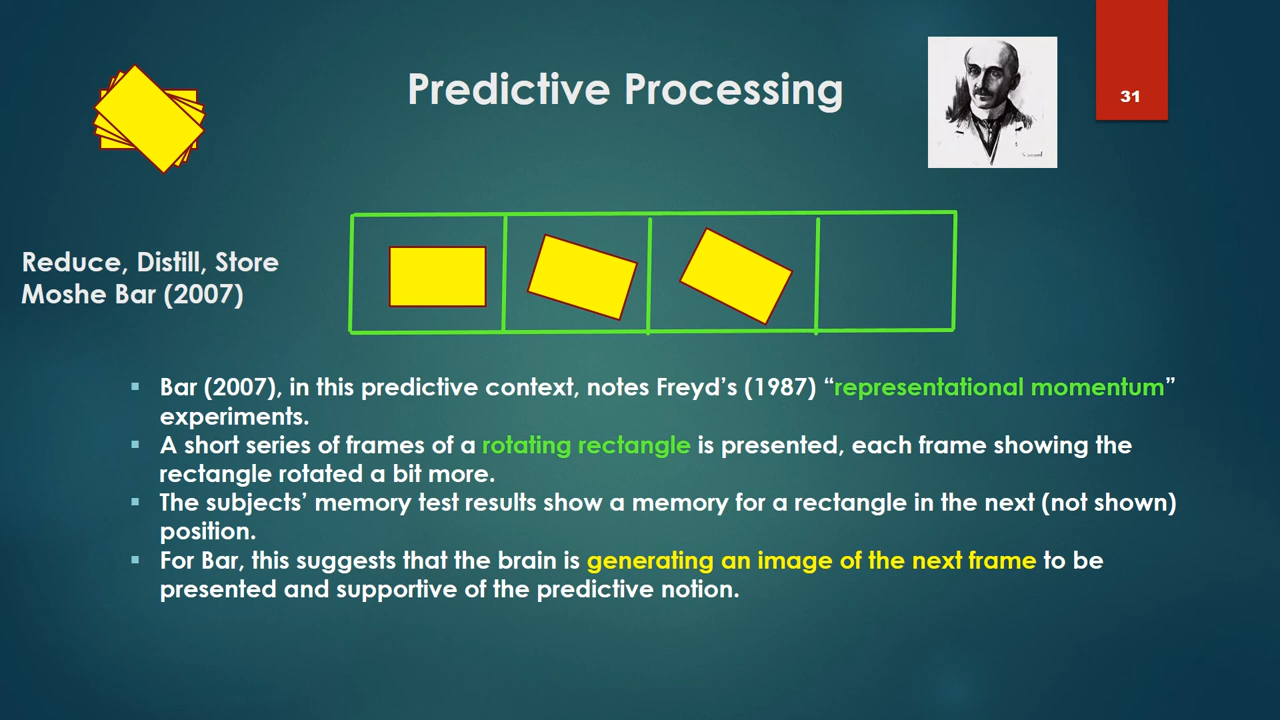 Predictive Processing
31
Reduce, Distill, Store
Moshe Bar (2007)
▪ Bar (2007), in this predictive context, notes Freyd’s (1987) “representational momentum”
experiments.
▪ A short series of frames of a rotating rectangle is presented, each frame showing the
rectangle rotated a bit more.
▪ The subjects’ memory test results show a memory for a rectangle in the next (not shown)
position.
▪ For Bar, this suggests that the brain is generating an image of the next frame to be
presented and supportive of the predictive notion.